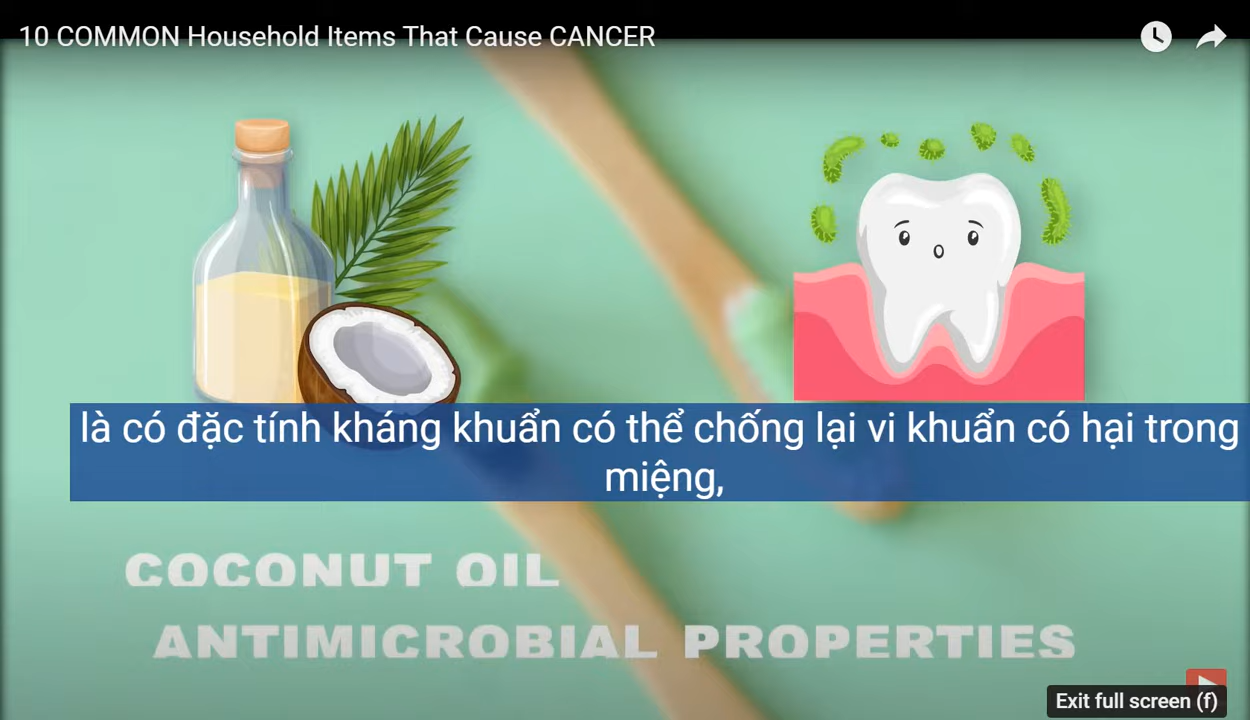 10 COMMON Household Items That Cause CANCER
là có đặc tính kháng khuẩn có thể chống lại vi khuẩn có hại trong
miệng,
COCONUT OIL
ANTIMICROBIAL PROPERTIES
Exit full screen (f)